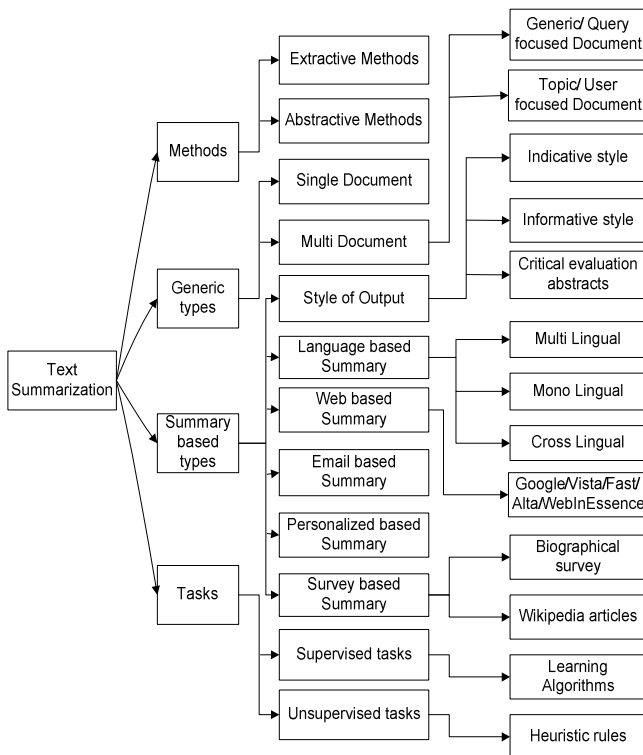 Text
Summarization
Methods
Generic
types
Summary
based
types
Tasks
Extractive Methods
Abstractive Methods
Single Document
Multi Document
Style of Output
Language based
Summary
Web based
Summary
Email based
Summary
Personalized based
Summary
Survey based
Summary
Supervised tasks
Unsupervised tasks
Generic/ Query
focused Document
Topic/ User
focused Document
Indicative style
Informative style
Critical evaluation
abstracts
Multi Lingual
Mono Lingual
Cross Lingual
Google/Vista/Fast/
Alta/WebInEssence
Biographical
survey
Wikipedia articles
Learning
Algorithms
Heuristic rules